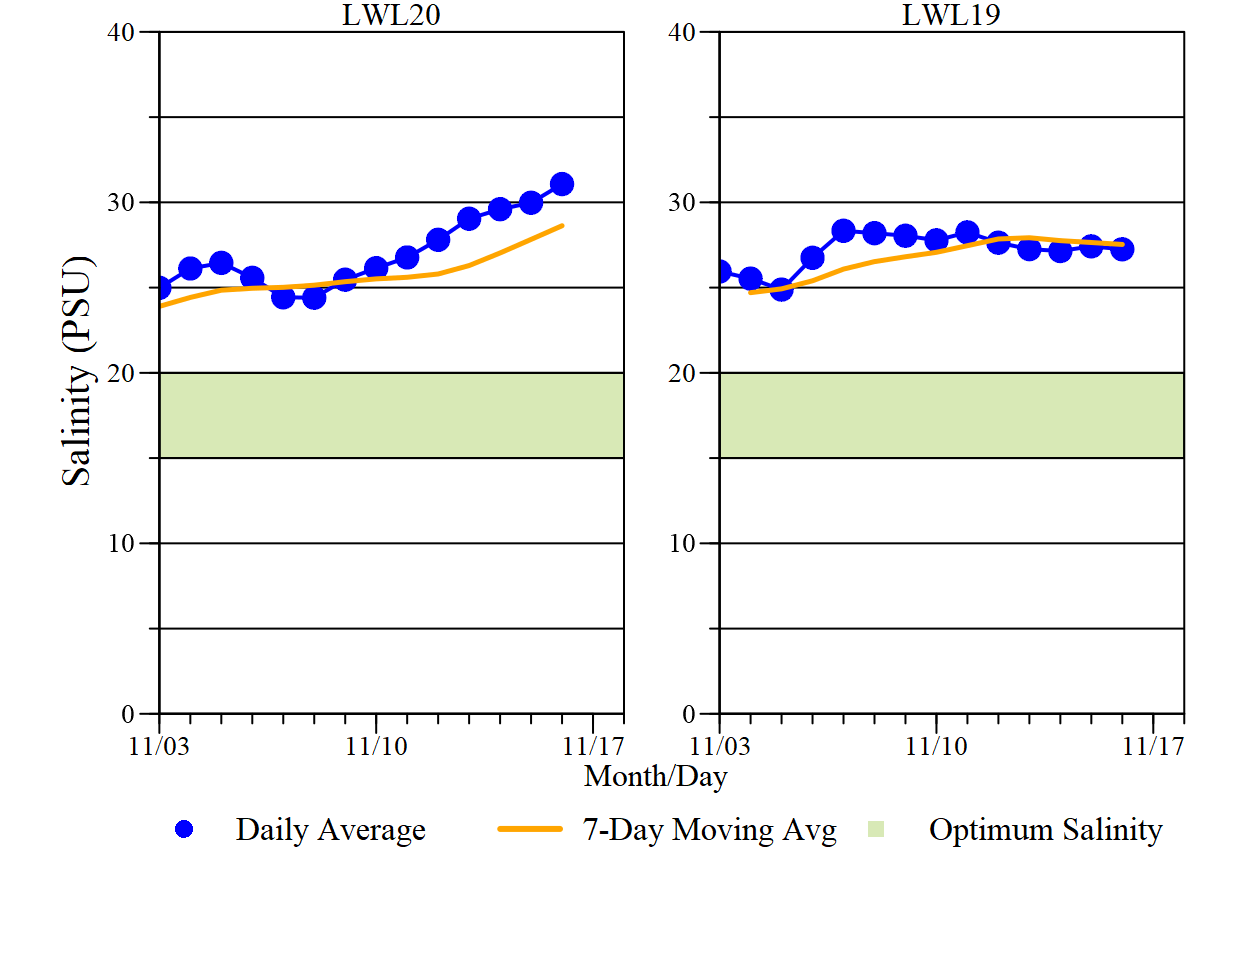 LWL20 LWL19
40 40
30 30
Salinity (PSU)
20 20
10 10
0 0
11/03 11/10 11/17 11/03 11/10 11/17
Month/Day
Daily Average 7-Day Moving Avg Optimum Salinity